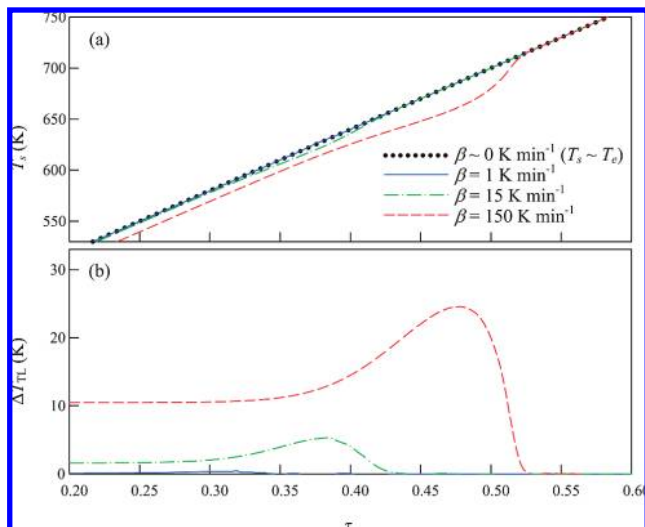 750
(a)
700
T_s (K)
650
600
550
β ~ 0 K min⁻¹ (T_s ~ T_e)
β = 1 K min⁻¹
β = 15 K min⁻¹
β = 150 K min⁻¹
(b)
30
20
ΔT_TL (K)
10
0
0.20 0.25 0.30 0.35 0.40 0.45 0.50 0.55 0.60
τ